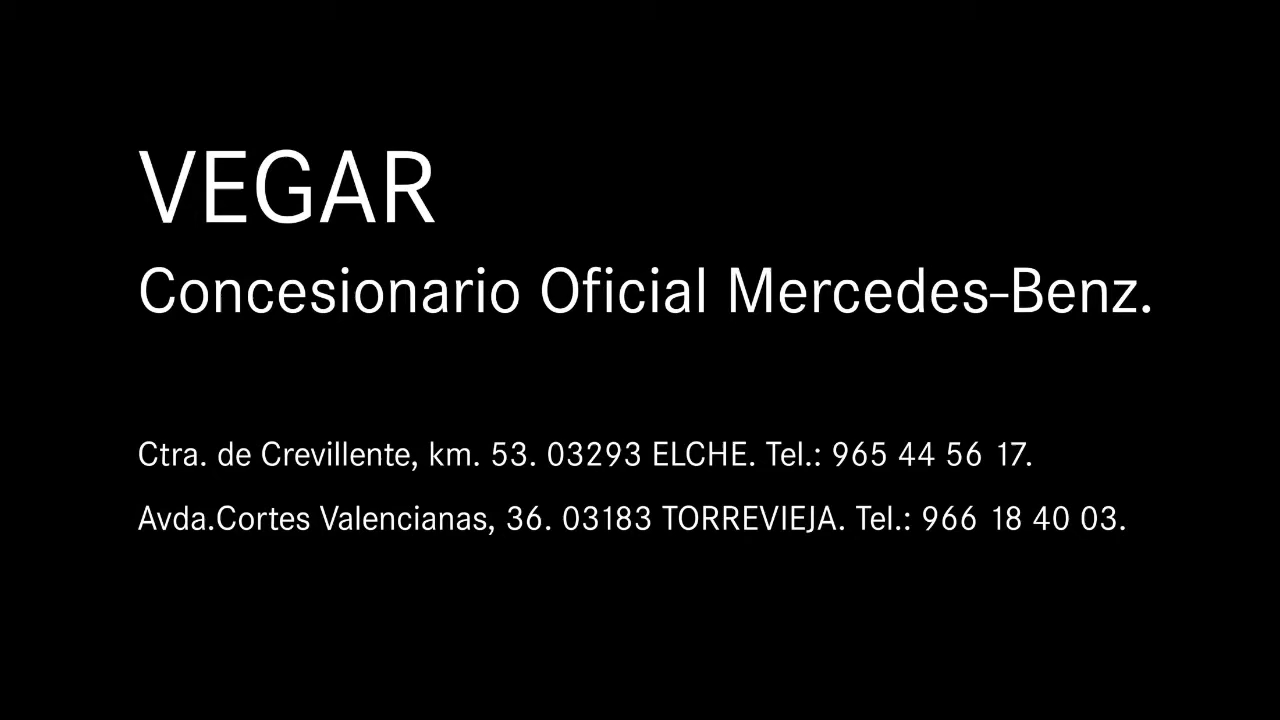 VEGAR
Concesionario Oficial Mercedes-Benz.
Ctra. de Crevillente, km. 53. 03293 ELCHE. Tel.: 965 44 56 17.
Avda.Cortes Valencianas, 36. 03183 TORREVIEJA. Tel.: 966 18 40 03.